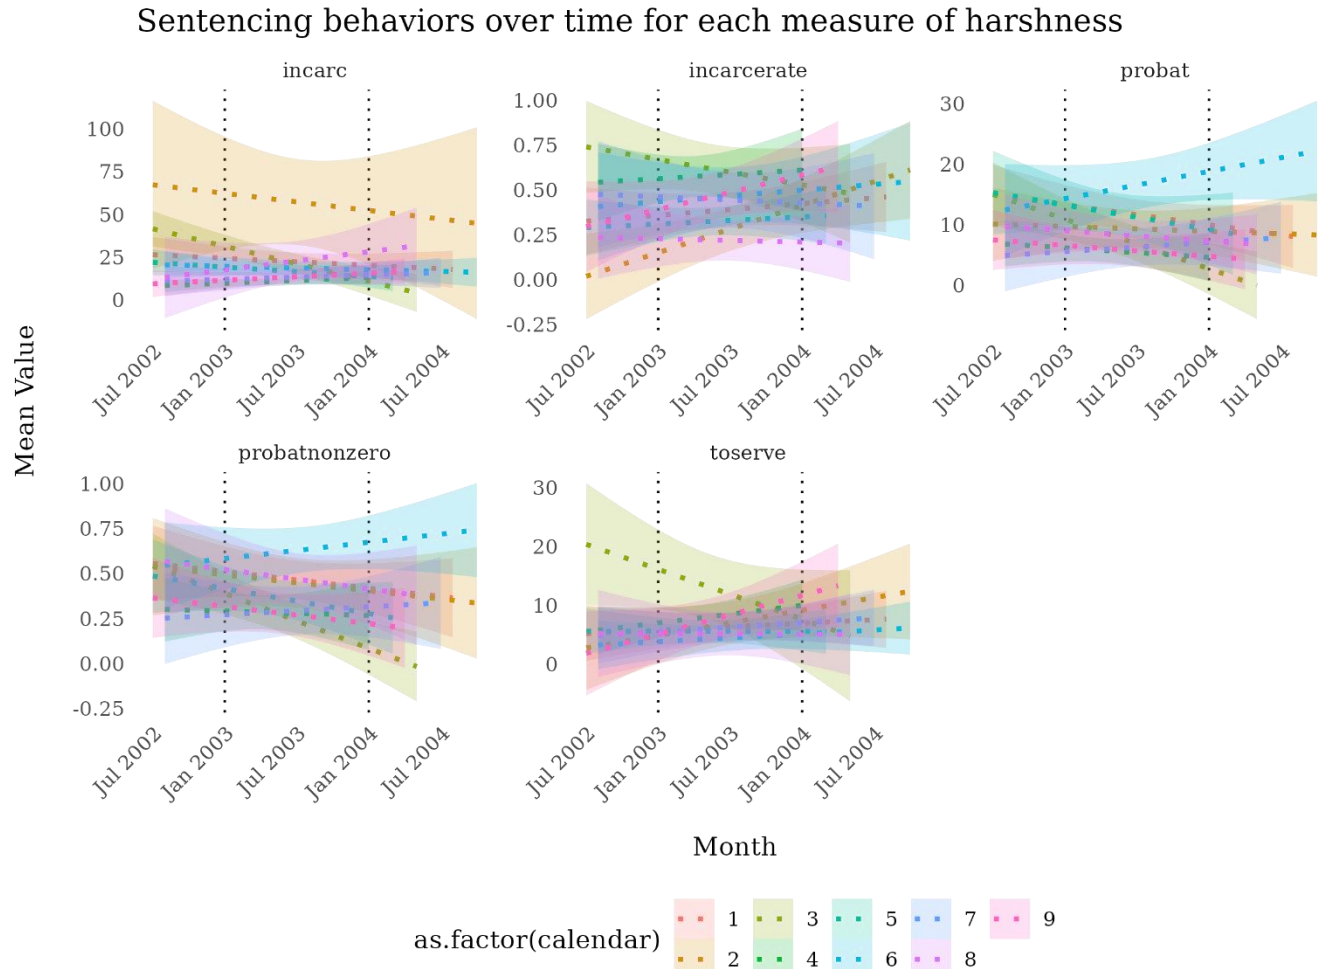 Sentencing behaviors over time for each measure of harshness
incarc
incarcerate
probat
100
75
50
25
0
1.00
0.75
0.50
0.25
0.00
-0.25
30
20
10
0
Jul 2002
Jan 2003
Jul 2003
Jan 2004
Jul 2004
Jul 2002
Jan 2003
Jul 2003
Jan 2004
Jul 2004
Jul 2002
Jan 2003
Jul 2003
Jan 2004
Jul 2004
Mean Value
probatnonzero
toserve
1.00
0.75
0.50
0.25
0.00
-0.25
30
20
10
0
Jul 2002
Jan 2003
Jul 2003
Jan 2004
Jul 2004
Jul 2002
Jan 2003
Jul 2003
Jan 2004
Jul 2004
Month
as.factor(calendar)
1 3 5 7 9
2 4 6 8